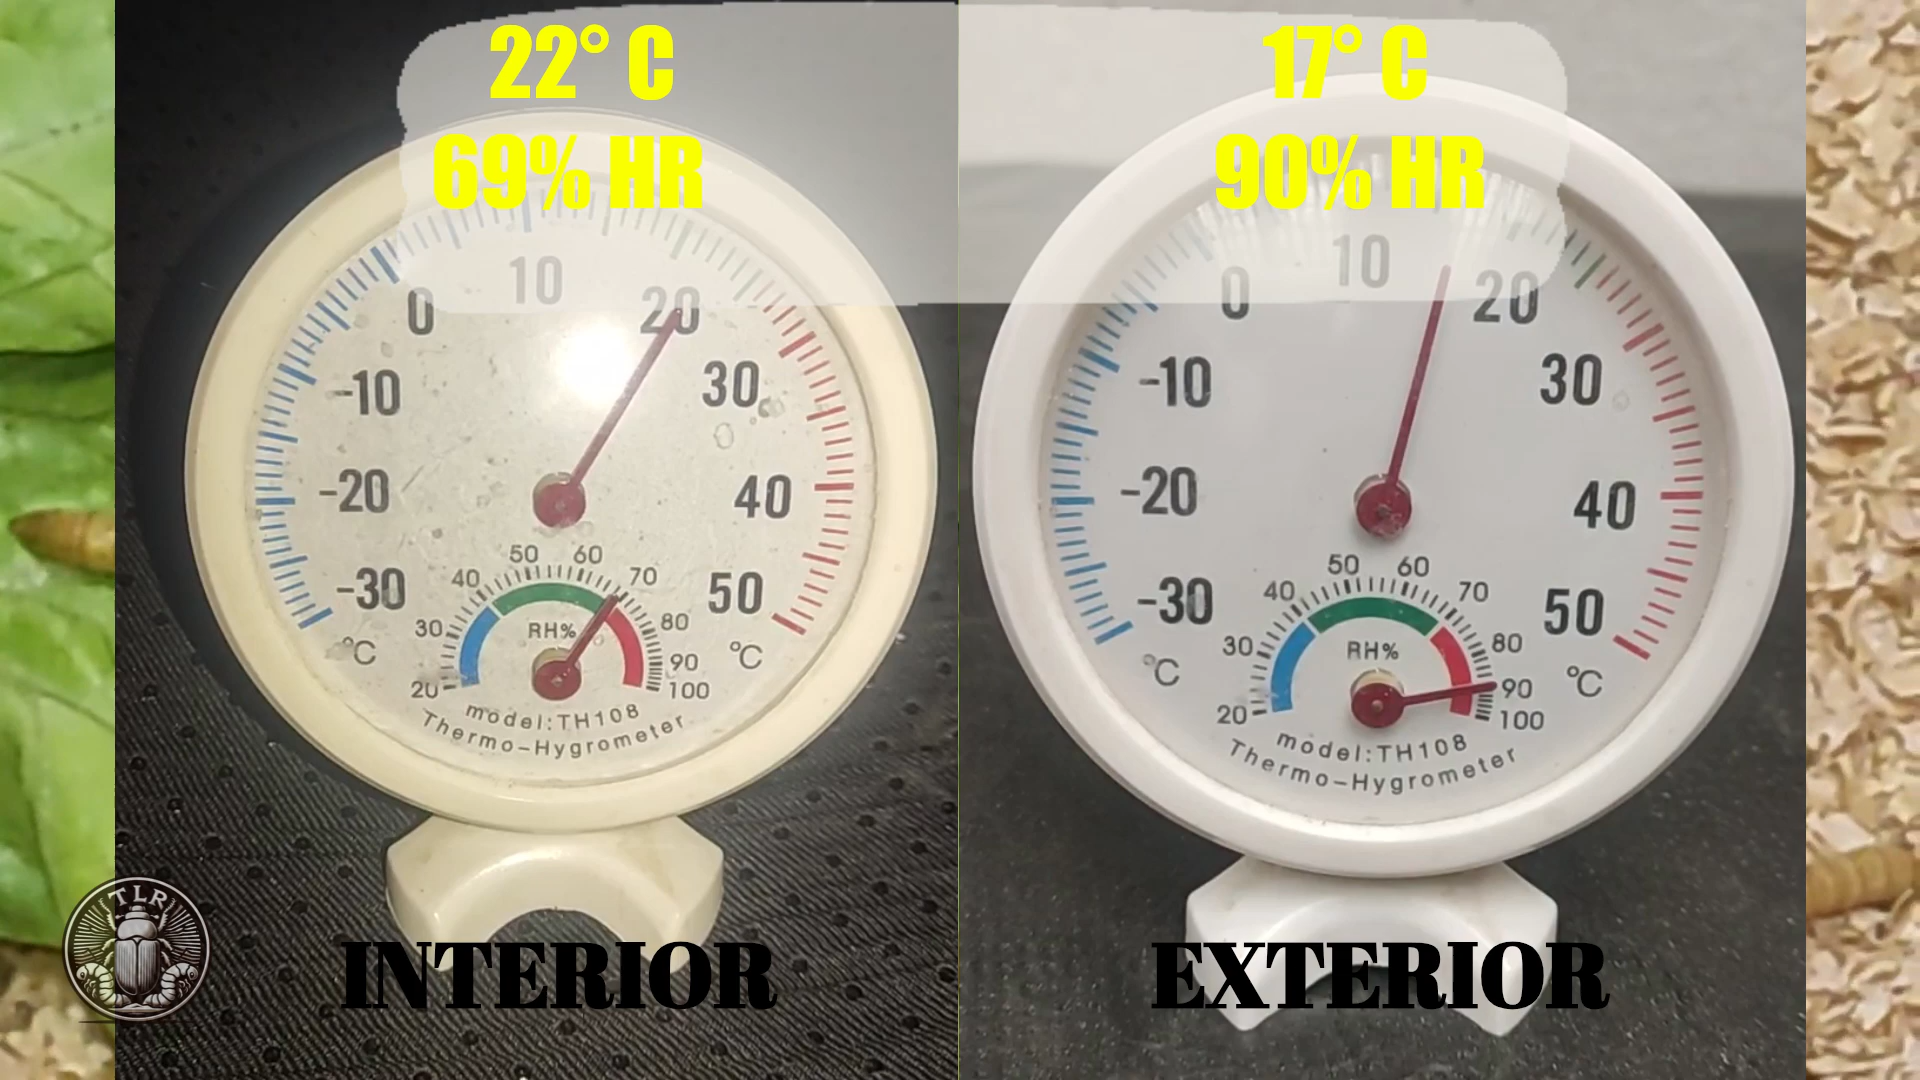 22° C
69% HR
17° C
90% HR
-30
-20
-10
0
10
20
30
40
50
°C
°C
20
30
40
50
60
70
80
90
100
RH%
model:TH108
Thermo-Hygrometer
-30
-20
-10
0
10
20
30
40
50
°C
°C
20
30
40
50
60
70
80
90
100
RH%
model:TH108
Thermo-Hygrometer
TLR
INTERIOR
EXTERIOR